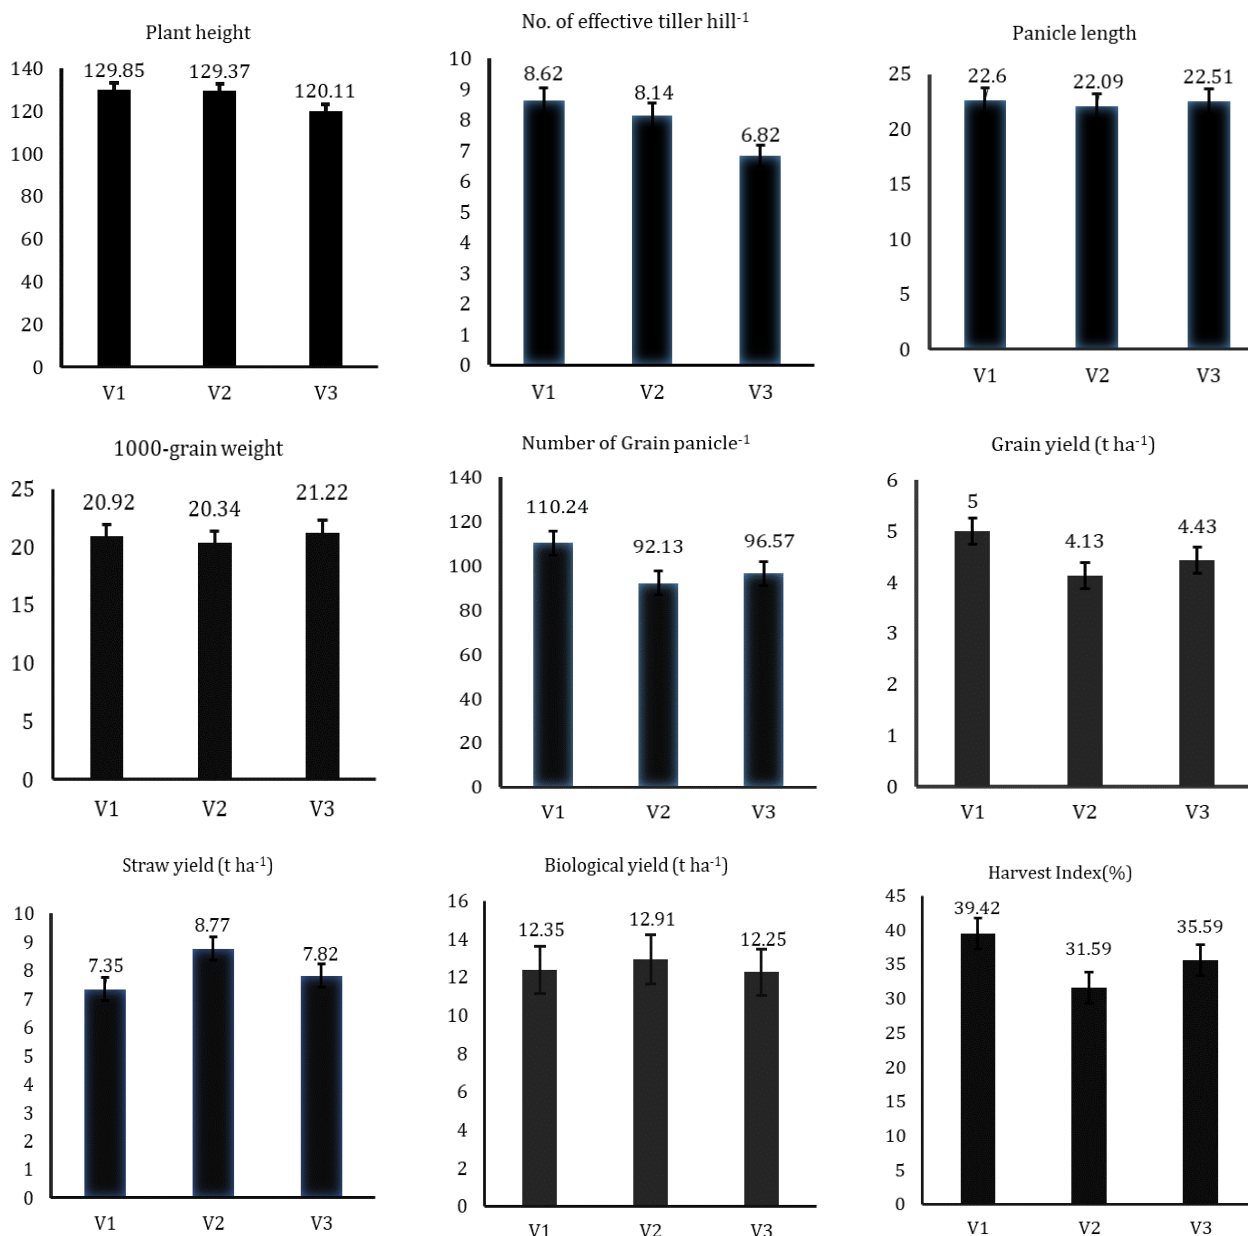 Plant height
140
120
100
80
60
40
20
0
129.85
129.37
120.11
V1
V2
V3
No. of effective tiller hill-1
10
9
8
7
6
5
4
3
2
1
0
8.62
8.14
6.82
V1
V2
V3
Panicle length
25
20
15
10
5
0
22.6
22.09
22.51
V1
V2
V3
1000-grain weight
25
20
15
10
5
0
20.92
20.34
21.22
V1
V2
V3
Number of Grain panicle-1
140
120
100
80
60
40
20
0
110.24
92.13
96.57
V1
V2
V3
Grain yield (t ha-1)
6
5
4
3
2
1
0
5
4.13
4.43
V1
V2
V3
Straw yield (t ha-1)
10
9
8
7
6
5
4
3
2
1
0
7.35
8.77
7.82
V1
V2
V3
Biological yield (t ha-1)
16
14
12
10
8
6
4
2
0
12.35
12.91
12.25
V1
V2
V3
Harvest Index(%)
45
40
35
30
25
20
15
10
5
0
39.42
31.59
35.59
V1
V2
V3